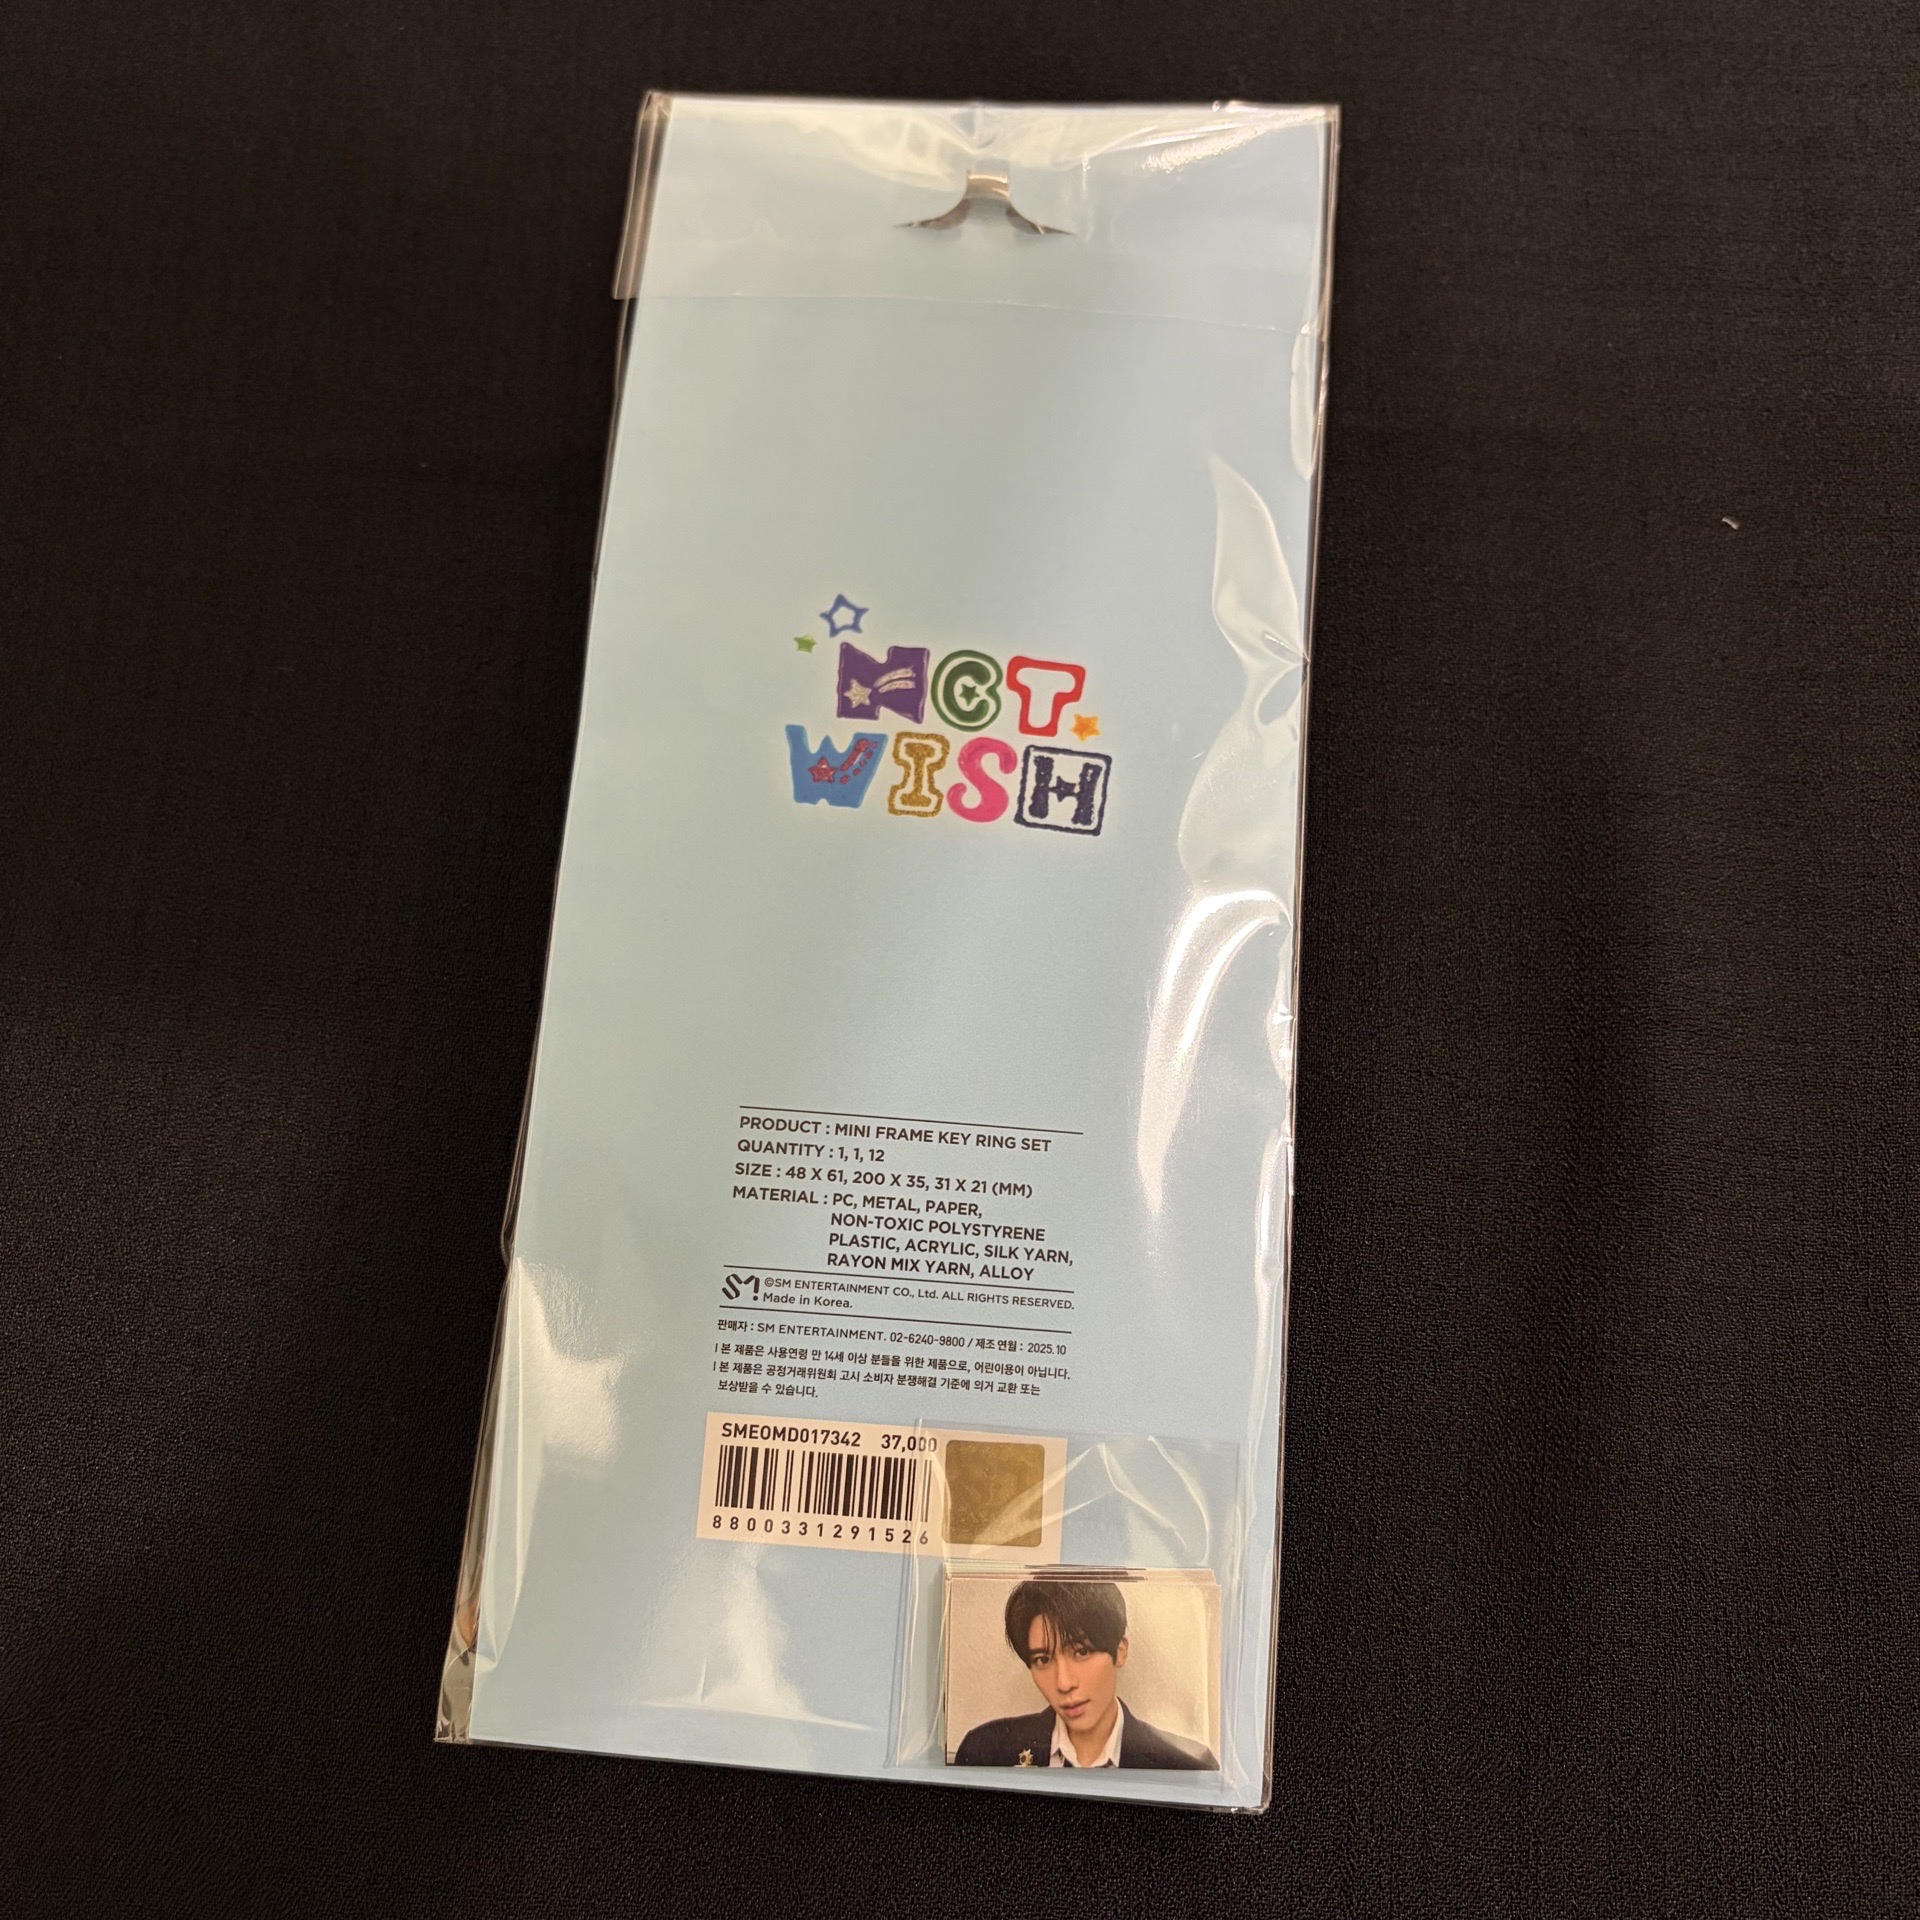 NCT
WISH
PRODUCT : MINI FRAME KEY RING SET
QUANTITY : 1, 1, 12
SIZE : 48 X 61, 200 X 35, 31 X 21 (MM)
MATERIAL : PC, METAL, PAPER,
NON-TOXIC POLYSTYRENE
PLASTIC, ACRYLIC, SILK YARN,
RAYON MIX YARN, ALLOY
SM ©SM ENTERTAINMENT CO., Ltd. ALL RIGHTS RESERVED.
Made in Korea.
판매자 : SM ENTERTAINMENT. 02-6240-9800 / 제조 연월 : 2025.10
| 본 제품은 사용연령 만 14세 이상 분들을 위한 제품으로, 어린이용이 아닙니다.
| 본 제품은 공정거래위원회 고시 소비자 분쟁해결 기준에 의거 교환 또는
보상받을 수 있습니다.
SMEOMD017342 37,000
8800331291526